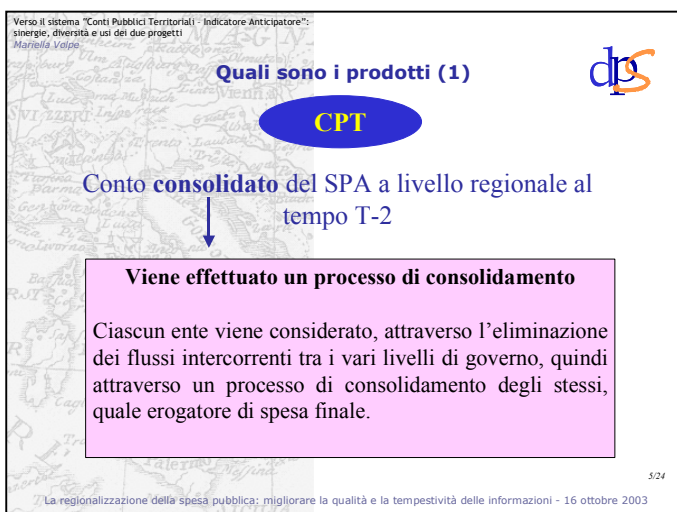 Verso il sistema "Conti Pubblici Territoriali – Indicatore Anticipatore":
sinergie, diversità e usi dei due progetti
Mariella Volpe
Quali sono i prodotti (1)
dps
CPT
Conto consolidato del SPA a livello regionale al
tempo T-2
Viene effettuato un processo di consolidamento
Ciascun ente viene considerato, attraverso l'eliminazione
dei flussi intercorrenti tra i vari livelli di governo, quindi
attraverso un processo di consolidamento degli stessi,
quale erogatore di spesa finale.
5/24
La regionalizzazione della spesa pubblica: migliorare la qualità e la tempestività delle informazioni - 16 ottobre 2003